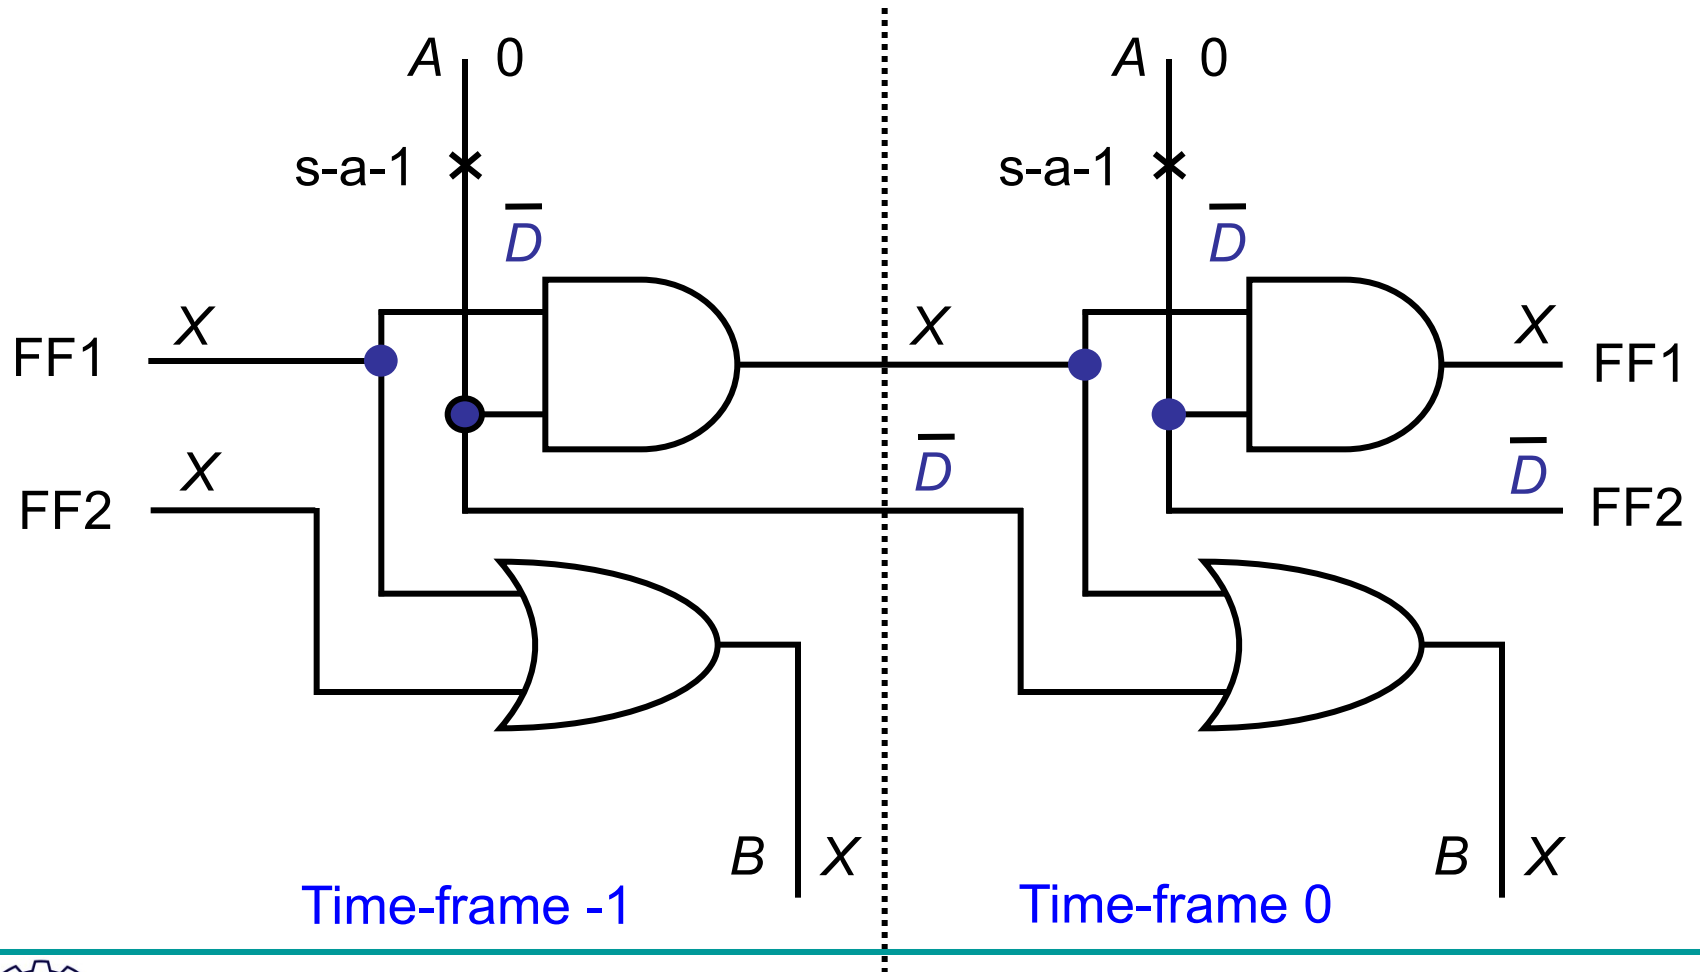 A 0
A 0
s-a-1
s-a-1
D̅
D̅
FF1 X
X
X FF1
FF2 X
D̅
D̅ FF2
B X
B X
Time-frame -1
Time-frame 0